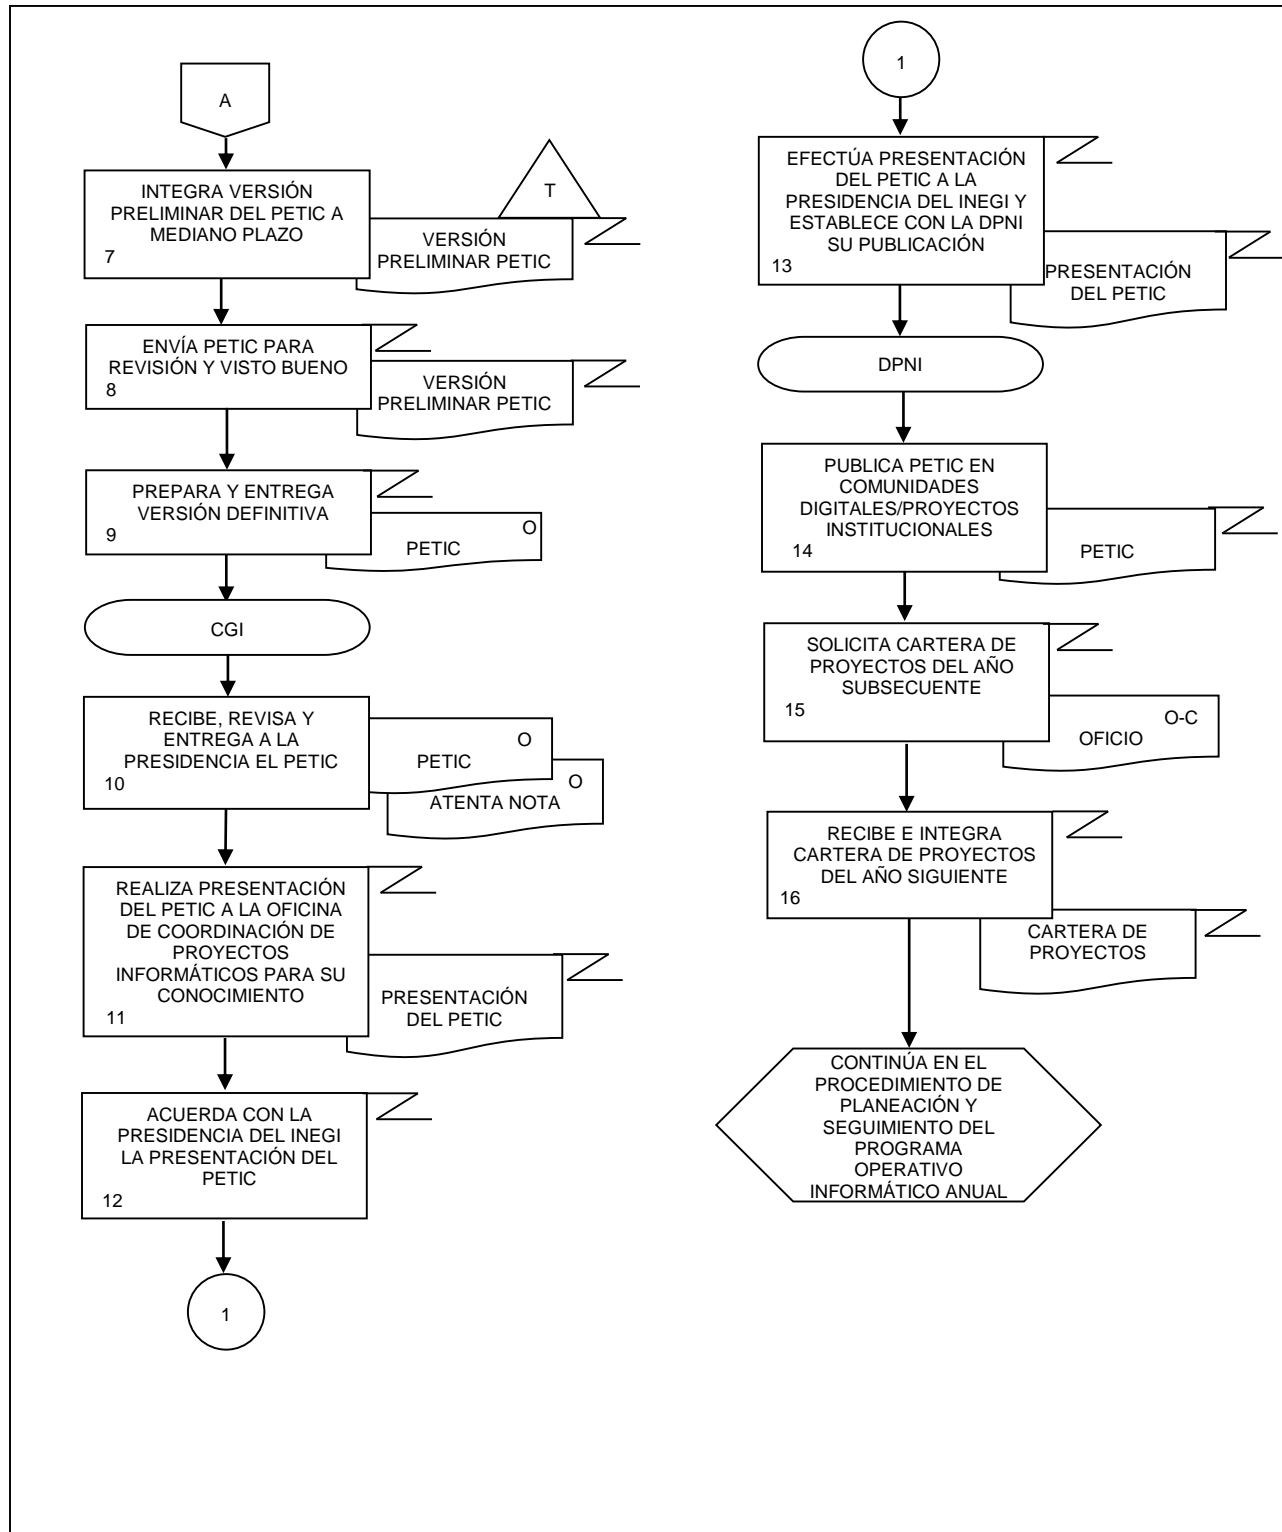 A
INTEGRA VERSIÓN
PRELIMINAR DEL PETIC A
MEDIANO PLAZO
7
T
VERSIÓN
PRELIMINAR PETIC
ENVÍA PETIC PARA
REVISIÓN Y VISTO BUENO
8
VERSIÓN
PRELIMINAR PETIC
PREPARA Y ENTREGA
VERSIÓN DEFINITIVA
9
O
PETIC
CGI
RECIBE, REVISA Y
ENTREGA A LA
PRESIDENCIA EL PETIC
10
O
PETIC
O
ATENTA NOTA
REALIZA PRESENTACIÓN
DEL PETIC A LA OFICINA
DE COORDINACIÓN DE
PROYECTOS
INFORMÁTICOS PARA SU
CONOCIMIENTO
11
PRESENTACIÓN
DEL PETIC
ACUERDA CON LA
PRESIDENCIA DEL INEGI
LA PRESENTACIÓN DEL
PETIC
12
1
1
EFECTÚA PRESENTACIÓN
DEL PETIC A LA
PRESIDENCIA DEL INEGI Y
ESTABLECE CON LA DPNI
SU PUBLICACIÓN
13
PRESENTACIÓN
DEL PETIC
DPNI
PUBLICA PETIC EN
COMUNIDADES
DIGITALES/PROYECTOS
INSTITUCIONALES
14
PETIC
SOLICITA CARTERA DE
PROYECTOS DEL AÑO
SUBSECUENTE
15
O-C
OFICIO
RECIBE E INTEGRA
CARTERA DE PROYECTOS
DEL AÑO SIGUIENTE
16
CARTERA DE
PROYECTOS
CONTINÚA EN EL
PROCEDIMIENTO DE
PLANEACIÓN Y
SEGUIMIENTO DEL
PROGRAMA
OPERATIVO
INFORMÁTICO ANUAL